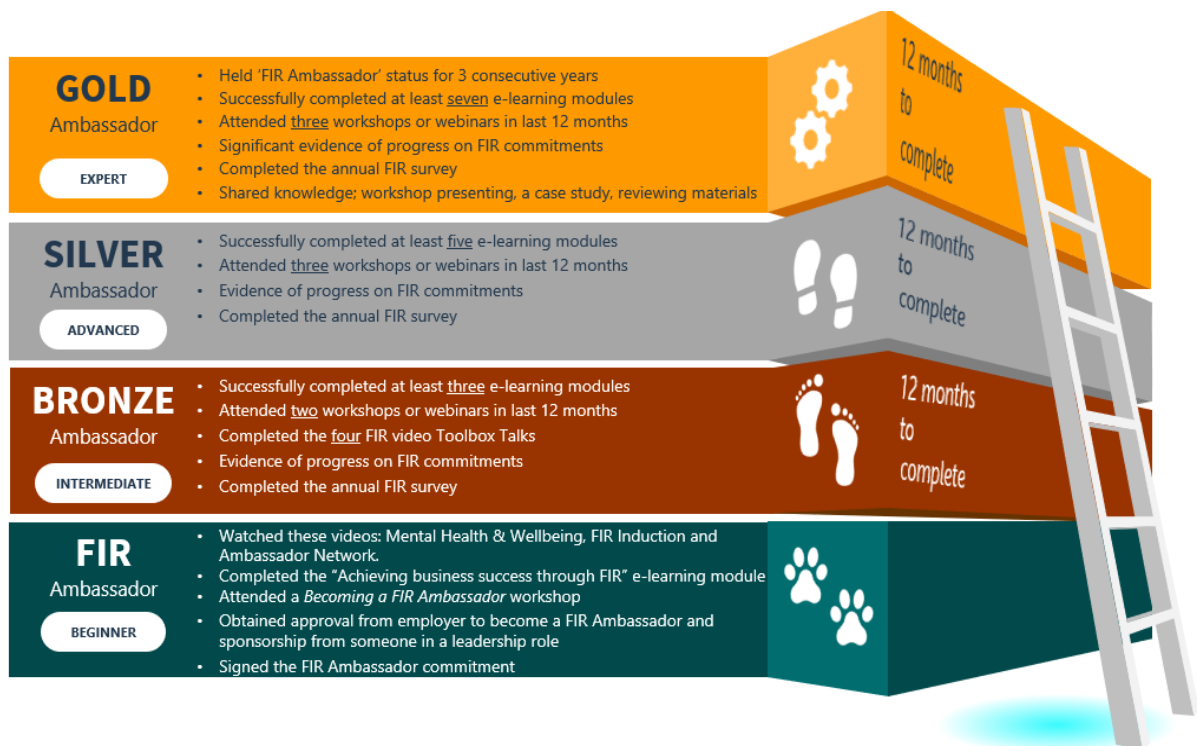 GOLD
Ambassador
EXPERT
• Held ‘FIR Ambassador’ status for 3 consecutive years
• Successfully completed at least seven e-learning modules
• Attended three workshops or webinars in last 12 months
• Significant evidence of progress on FIR commitments
• Completed the annual FIR survey
• Shared knowledge; workshop presenting, a case study, reviewing materials
12 months
to
complete
SILVER
Ambassador
ADVANCED
• Successfully completed at least five e-learning modules
• Attended three workshops or webinars in last 12 months
• Evidence of progress on FIR commitments
• Completed the annual FIR survey
12 months
to
complete
BRONZE
Ambassador
INTERMEDIATE
• Successfully completed at least three e-learning modules
• Attended two workshops or webinars in last 12 months
• Completed the four FIR video Toolbox Talks
• Evidence of progress on FIR commitments
• Completed the annual FIR survey
12 months
to
complete
FIR
Ambassador
BEGINNER
• Watched these videos: Mental Health & Wellbeing, FIR Induction and
Ambassador Network.
• Completed the “Achieving business success through FIR” e-learning module
• Attended a Becoming a FIR Ambassador workshop
• Obtained approval from employer to become a FIR Ambassador and
sponsorship from someone in a leadership role
• Signed the FIR Ambassador commitment